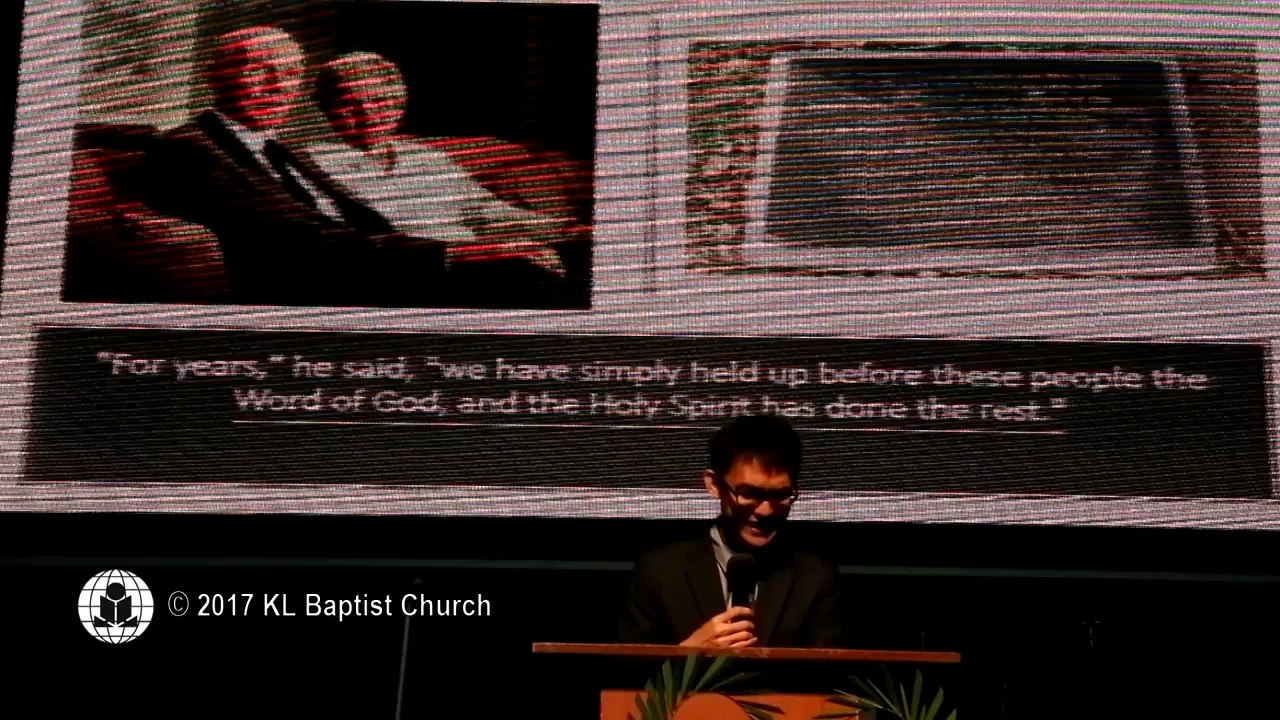 "For years," he said, "we have simply held up before these people the
Word of God, and the Holy Spirit has done the rest."
© 2017 KL Baptist Church